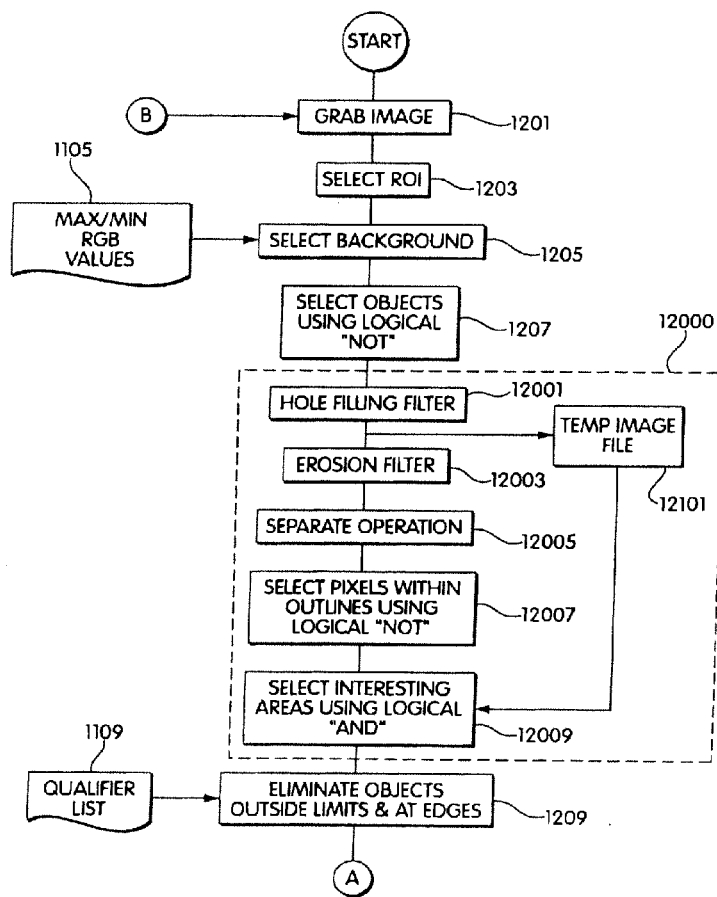 START
B
GRAB IMAGE
1201
SELECT ROI
1203
1105
MAX/MIN
RGB
VALUES
SELECT BACKGROUND
1205
SELECT OBJECTS
USING LOGICAL
"NOT"
1207
12000
HOLE FILLING FILTER
12001
TEMP IMAGE
FILE
12101
EROSION FILTER
12003
SEPARATE OPERATION
12005
SELECT PIXELS WITHIN
OUTLINES USING
LOGICAL "NOT"
12007
SELECT INTERESTING
AREAS USING LOGICAL
"AND"
12009
1109
QUALIFIER
LIST
ELIMINATE OBJECTS
OUTSIDE LIMITS & AT EDGES
1209
A